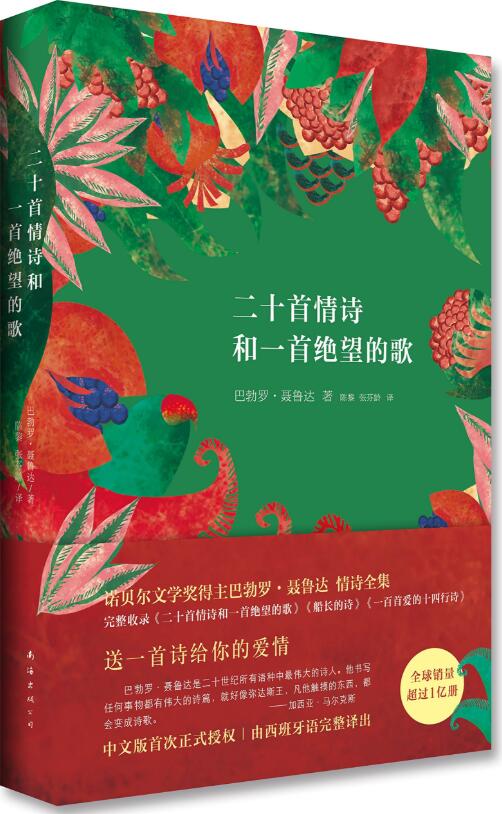 二十首情诗和
一首绝望的歌
巴勃罗·聂鲁达/著
陈黎 张芬龄/译
南海出版公司
二十首情诗
和一首绝望的歌
巴勃罗·聂鲁达 著 陈黎 张芬龄 译
诺贝尔文学奖得主巴勃罗·聂鲁达 情诗全集
完整收录《二十首情诗和一首绝望的歌》《船长的诗》《一百首爱的十四行诗》
送一首诗给你的爱情
巴勃罗·聂鲁达是二十世纪所有语种中最伟大的诗人。他书写
任何事物都有伟大的诗篇，就好像弥达斯王，凡他触动的东西，都
会变成诗歌。
——加西亚·马尔克斯
中文版首次正式授权｜由西班牙语完整译出
全球销量
超过1亿册